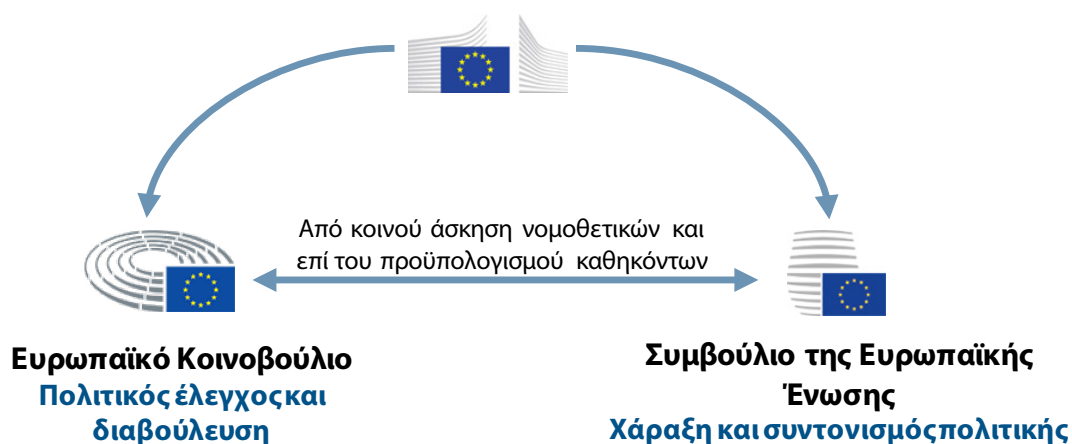 Από κοινού άσκηση νομοθετικών και
επί του προϋπολογισμού καθηκόντων
Ευρωπαϊκό Κοινοβούλιο
Πολιτικός έλεγχος και
διαβούλευση
Συμβούλιο της Ευρωπαϊκής
Ένωσης
Χάραξη και συντονισμός πολιτικής